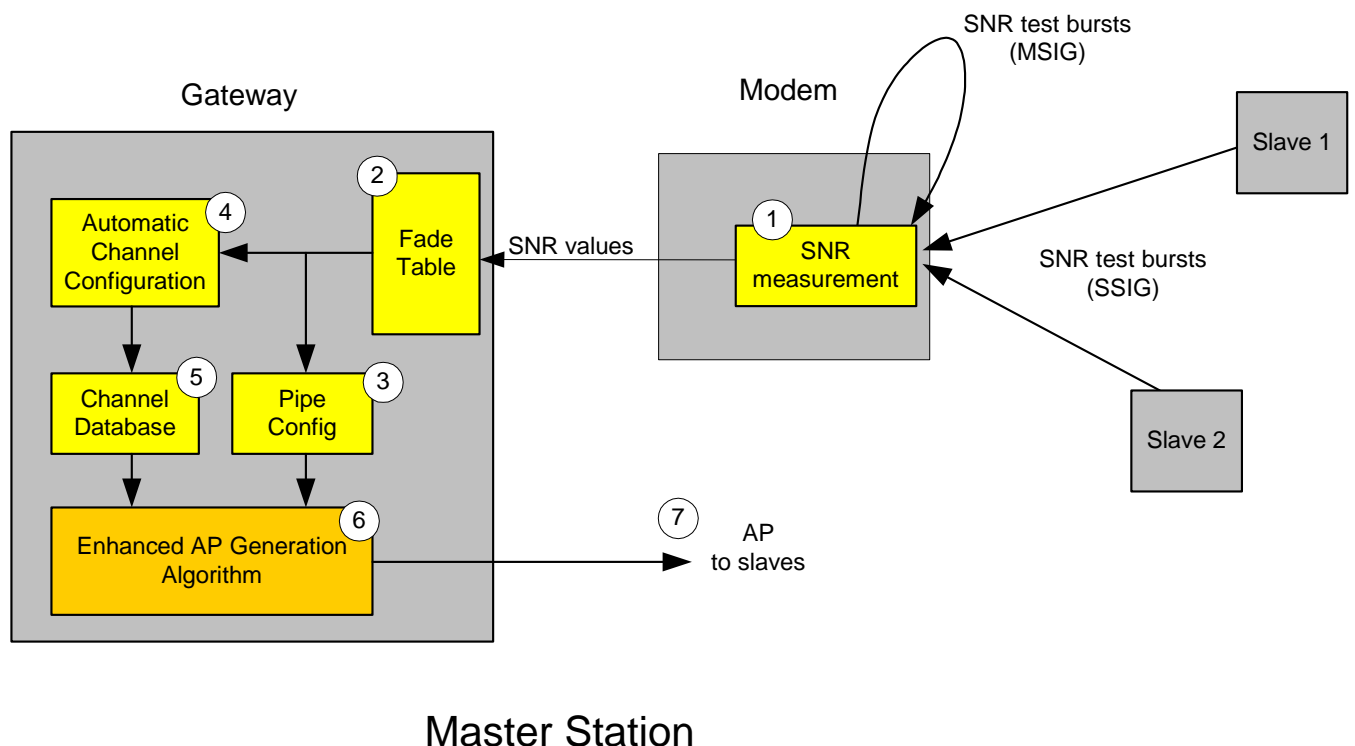 SNR test bursts
(MSIG)
Gateway
Modem
Slave 1
2
4
Automatic
Channel
Configuration
Fade
Table
SNR values
1
SNR
measurement
SNR test bursts
(SSIG)
5
Channel
Database
3
Pipe
Config
Slave 2
6
Enhanced AP Generation
Algorithm
7
AP
to slaves
Master Station